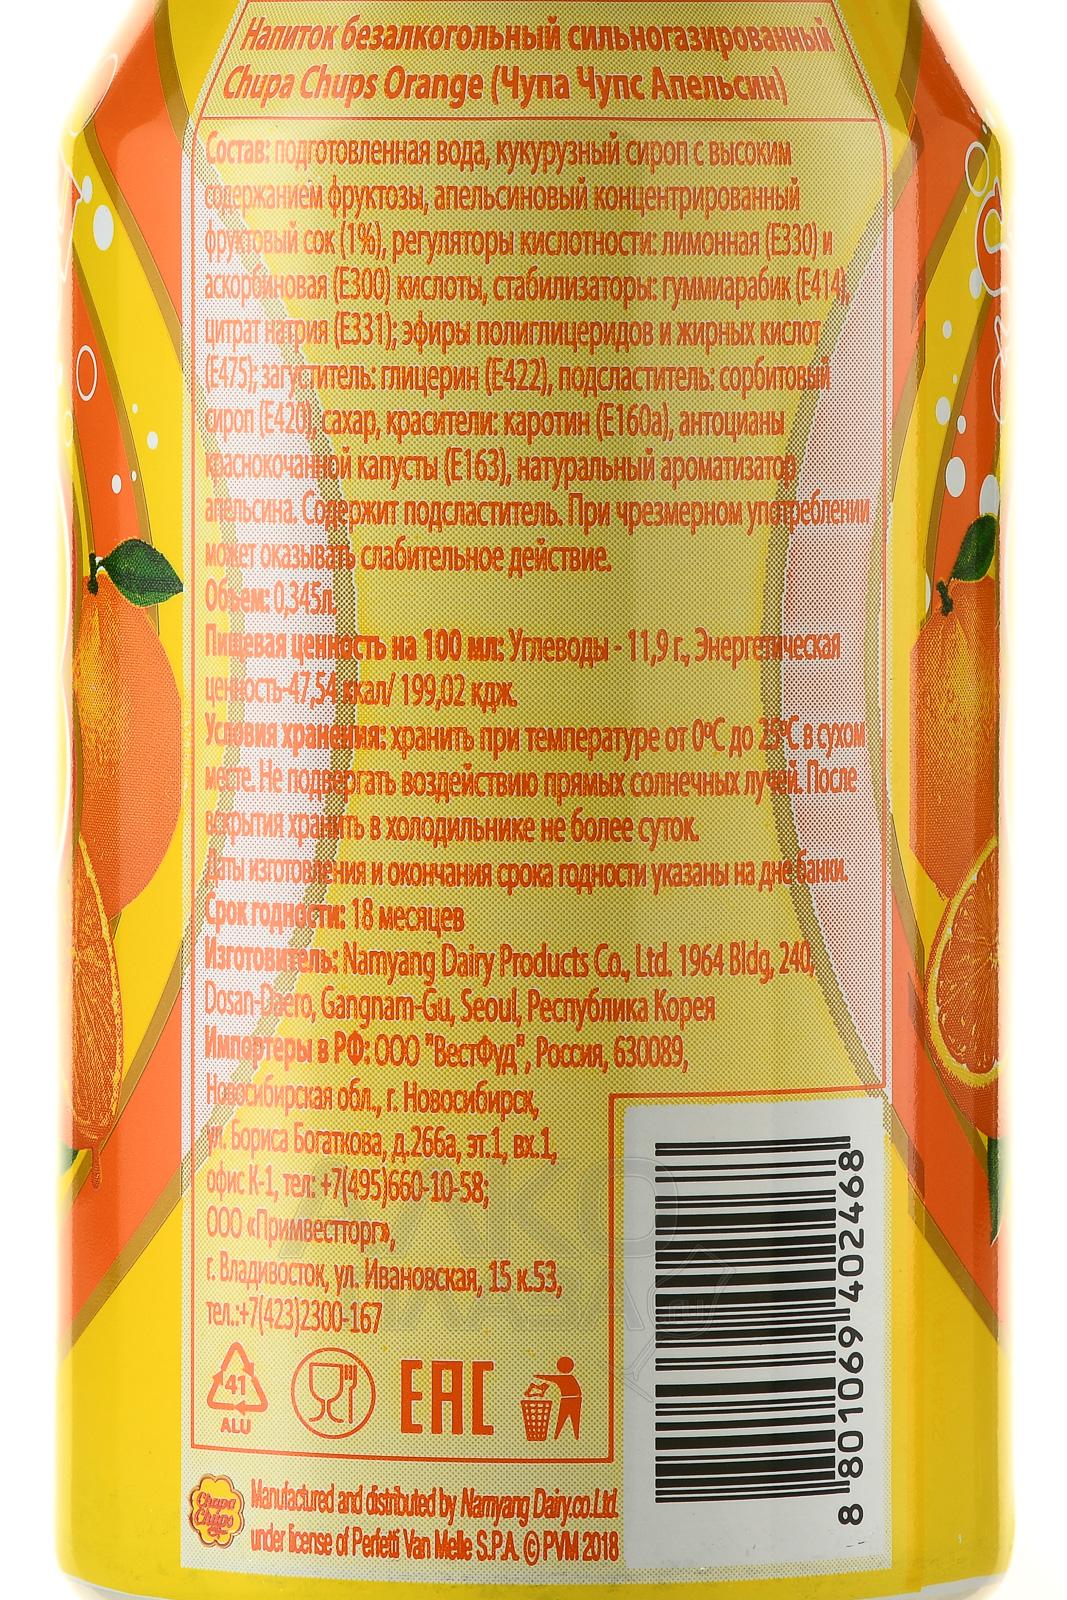 Напиток безалкогольный сильногазированный
Chupa Chups Orange (Чупа Чупс Апельсин)
Состав: подготовленная вода, кукурузный сироп с высоким
содержанием фруктозы, апельсиновый концентрированный
фруктовый сок (1%), регуляторы кислотности: лимонная (Е330) и
аскорбиновая (Е300) кислоты, стабилизаторы: гуммиарабик (Е414),
цитрат натрия (Е331); эфиры полиглицеридов и жирных кислот
(Е475); загуститель: глицерин (Е422), подсластитель: сорбитовый
сироп (Е420), сахар, красители: каротин (Е160а), антоцианы
краснокочанной капусты (Е163), натуральный ароматизатор
апельсина. Содержит подсластитель. При чрезмерном употреблении
может оказывать слабительное действие.
Объем: 0,345л.
Пищевая ценность на 100 мл: Углеводы - 11,9 г., Энергетическая
ценность-47,54 ккал/ 199,02 кдж.
Условия хранения: хранить при температуре от 0ºС до 25ºС в сухом
месте. Не подвергать воздействию прямых солнечных лучей. После
вскрытия хранить в холодильнике не более суток.
Даты изготовления и окончания срока годности указаны на дне банки.
Срок годности: 18 месяцев
Изготовитель: Namyang Dairy Products Co., Ltd. 1964 Bldg, 240,
Dosan-Daero, Gangnam-Gu, Seoul, Республика Корея
Импортеры в РФ: ООО "ВестФуд", Россия, 630089,
Новосибирская обл., г. Новосибирск,
ул. Бориса Богаткова, д.266а, эт.1, вх.1,
офис К-1, тел: +7(495)660-10-58;
ООО «Примвестторг»,
г. Владивосток, ул. Ивановская, 15 к.53,
тел.:+7(423)2300-167
41
ALU
EAC
8 801069 402468
Chupa
Chups
Manufactured and distributed by Namyang Dairy.co.Ltd.
under license of Perfetti Van Melle S.P.A. © PVM 2018